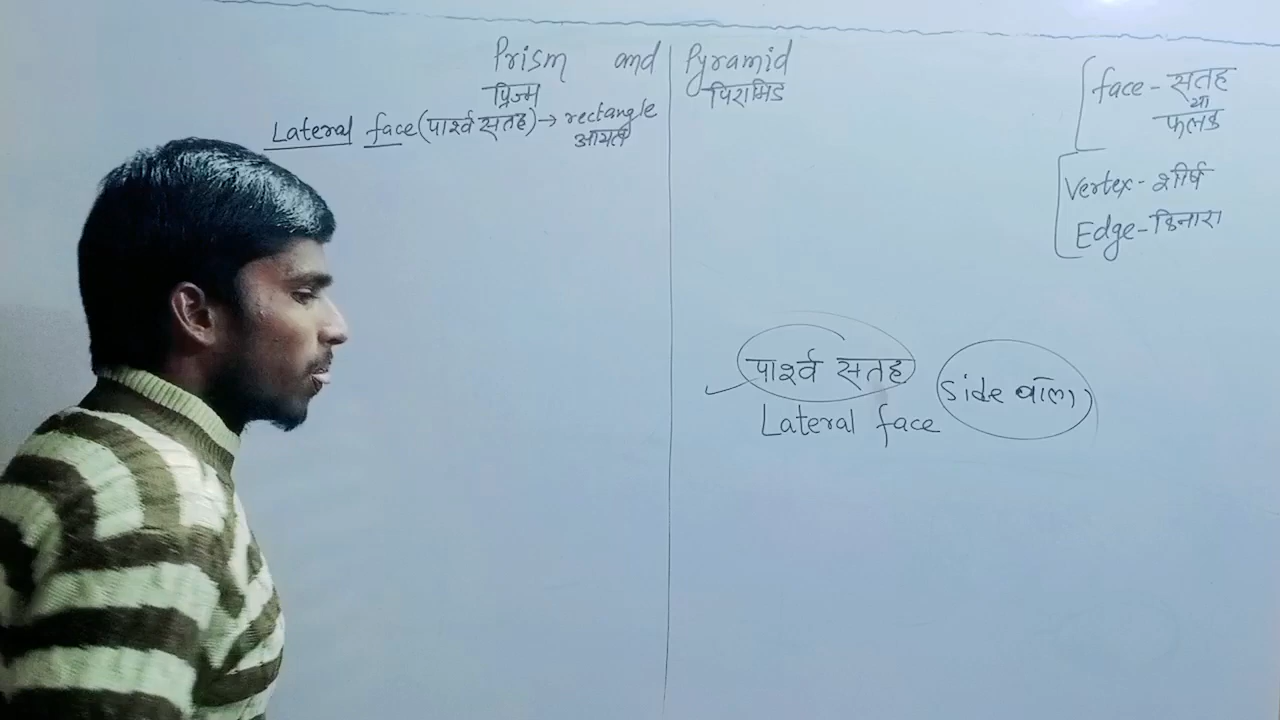 Prism and Pyramid
प्रिज्म पिरामिड
Lateral face (पार्श्व सतह) → rectangle
आयत
face - सतह
या
फलक
Vertex - शीर्ष
Edge - किनारा
पार्श्व सतह
Lateral face
Side वॉला